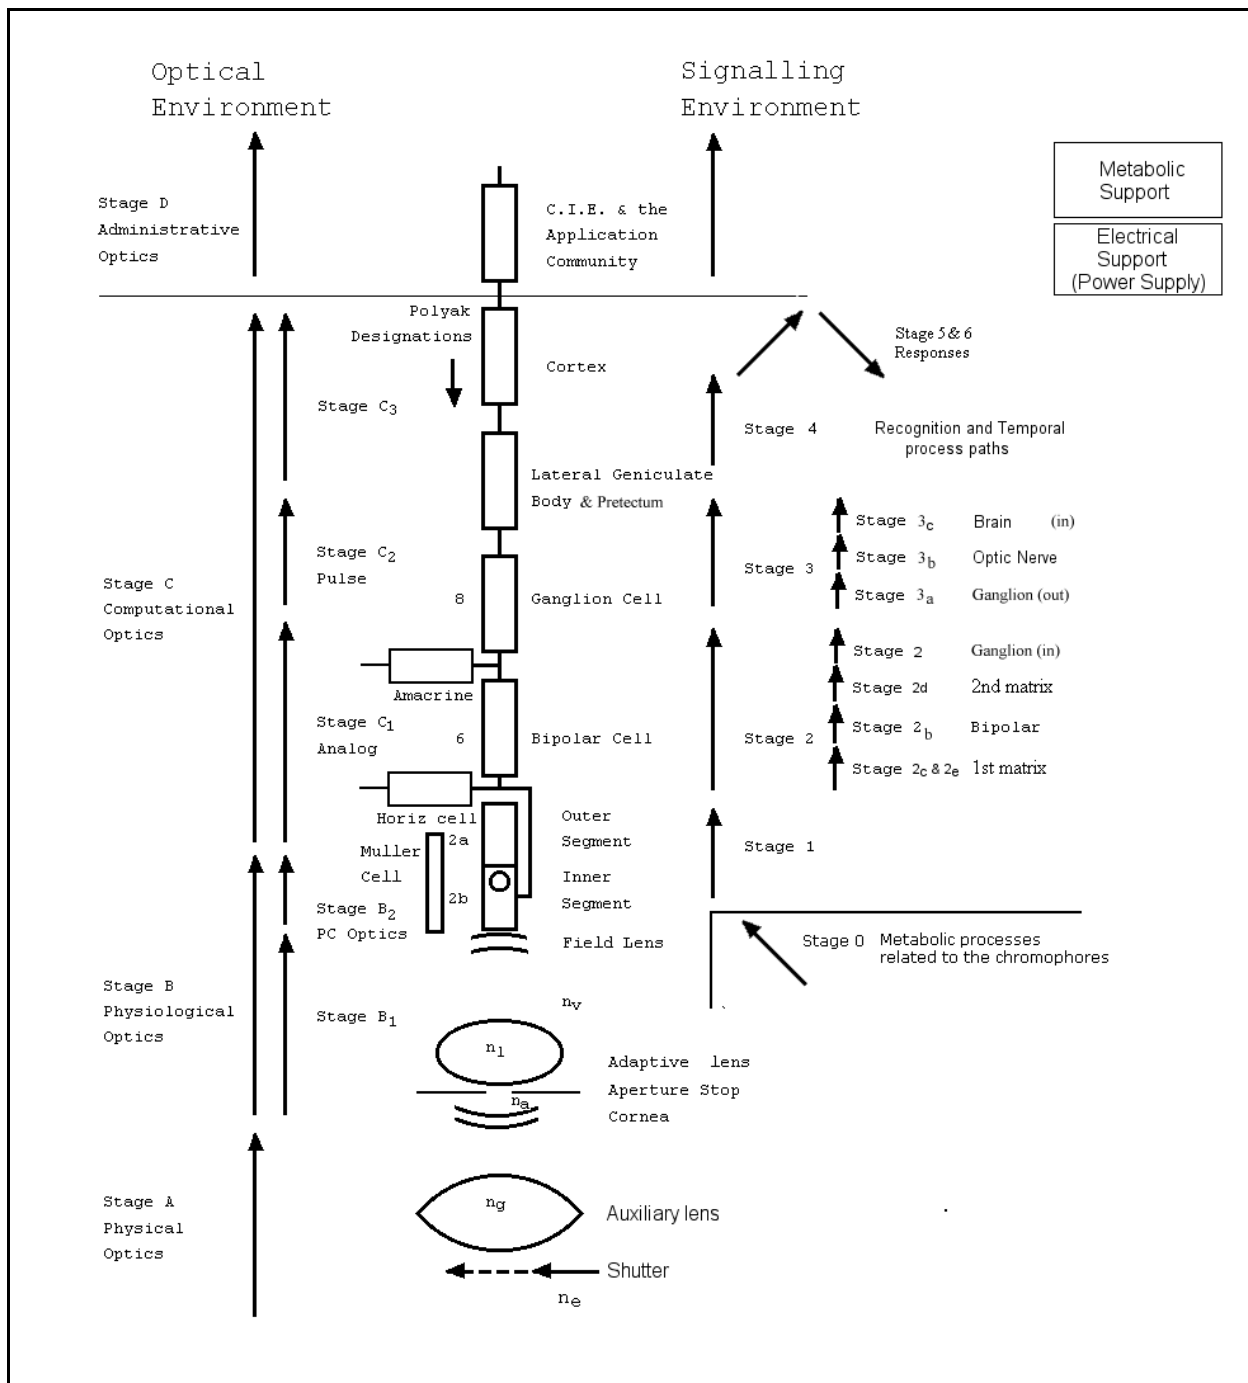 Optical
Environment
Signalling
Environment
Metabolic
Support
Electrical
Support
(Power Supply)
Stage D
Administrative
Optics
C.I.E. & the
Application
Community
Polyak
Designations
Cortex
Stage 5 & 6
Responses
Stage C3
Stage 4
Recognition and Temporal
process paths
Lateral Geniculate
Body & Pretectum
Stage C2
Pulse
Stage C
Computational
Optics
8
Ganglion Cell
Stage 3
Stage 3c Brain (in)
Stage 3b Optic Nerve
Stage 3a Ganglion (out)
Stage 2 Ganglion (in)
Stage 2d 2nd matrix
Stage 2b Bipolar
Stage 2c & 2e 1st matrix
Amacrine
Stage C1
Analog
6
Bipolar Cell
Stage 2
Horiz cell
Muller
Cell
2a
2b
Outer
Segment
Inner
Segment
Stage 1
Stage B2
PC Optics
Field Lens
Stage 0 Metabolic processes
related to the chromophores
Stage B
Physiological
Optics
Stage B1
nv
nl
na
Adaptive lens
Aperture Stop
Cornea
Stage A
Physical
Optics
ng
Auxiliary lens
Shutter
ne